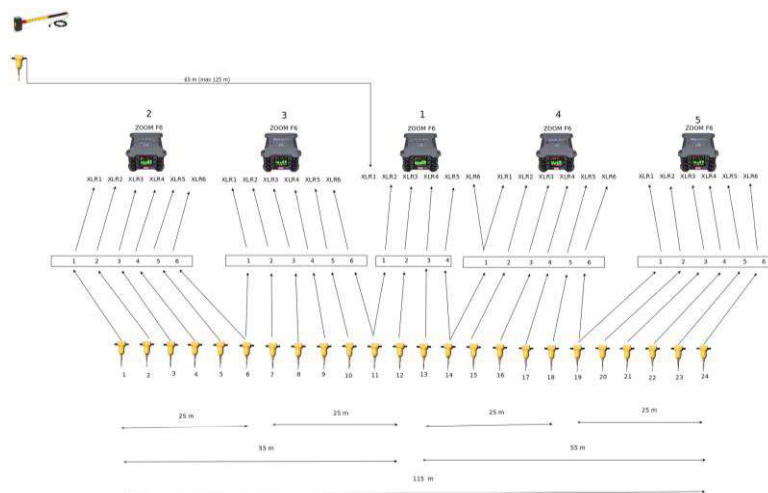 65 m (max 125 m)
2 3 1 4 5
ZOOM F6 ZOOM F6 ZOOM F6 ZOOM F6 ZOOM F6
XLR1 XLR2 XLR3 XLR4 XLR5 XLR6 XLR1 XLR2 XLR3 XLR4 XLR5 XLR6 XLR1 XLR2 XLR3 XLR4 XLR5 XLR6 XLR1 XLR2 XLR3 XLR4 XLR5 XLR6 XLR1 XLR2 XLR3 XLR4 XLR5 XLR6
1 2 3 4 5 6 1 2 3 4 5 6 1 2 3 4 1 2 3 4 5 6 1 2 3 4 5 6
1 2 3 4 5 6 7 8 9 10 11 12 13 14 15 16 17 18 19 20 21 22 23 24
25 m 25 m 25 m 25 m
55 m 55 m
115 m